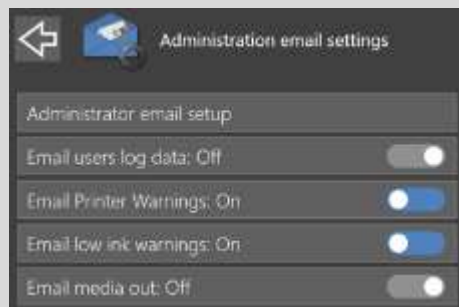 Administration email settings
Administrator email setup
Email users log data: Off
Email Printer Warnings: On
Email low ink warnings: On
Email media out: Off